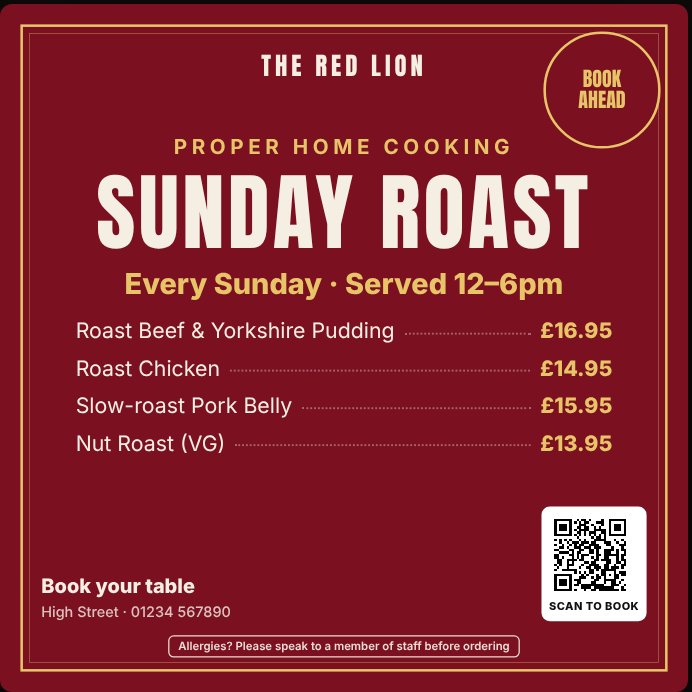 THE RED LION
BOOK
AHEAD
PROPER HOME COOKING
SUNDAY ROAST
Every Sunday · Served 12–6pm
Roast Beef & Yorkshire Pudding £16.95
Roast Chicken £14.95
Slow-roast Pork Belly £15.95
Nut Roast (VG) £13.95
SCAN TO BOOK
Book your table
High Street · 01234 567890
Allergies? Please speak to a member of staff before ordering